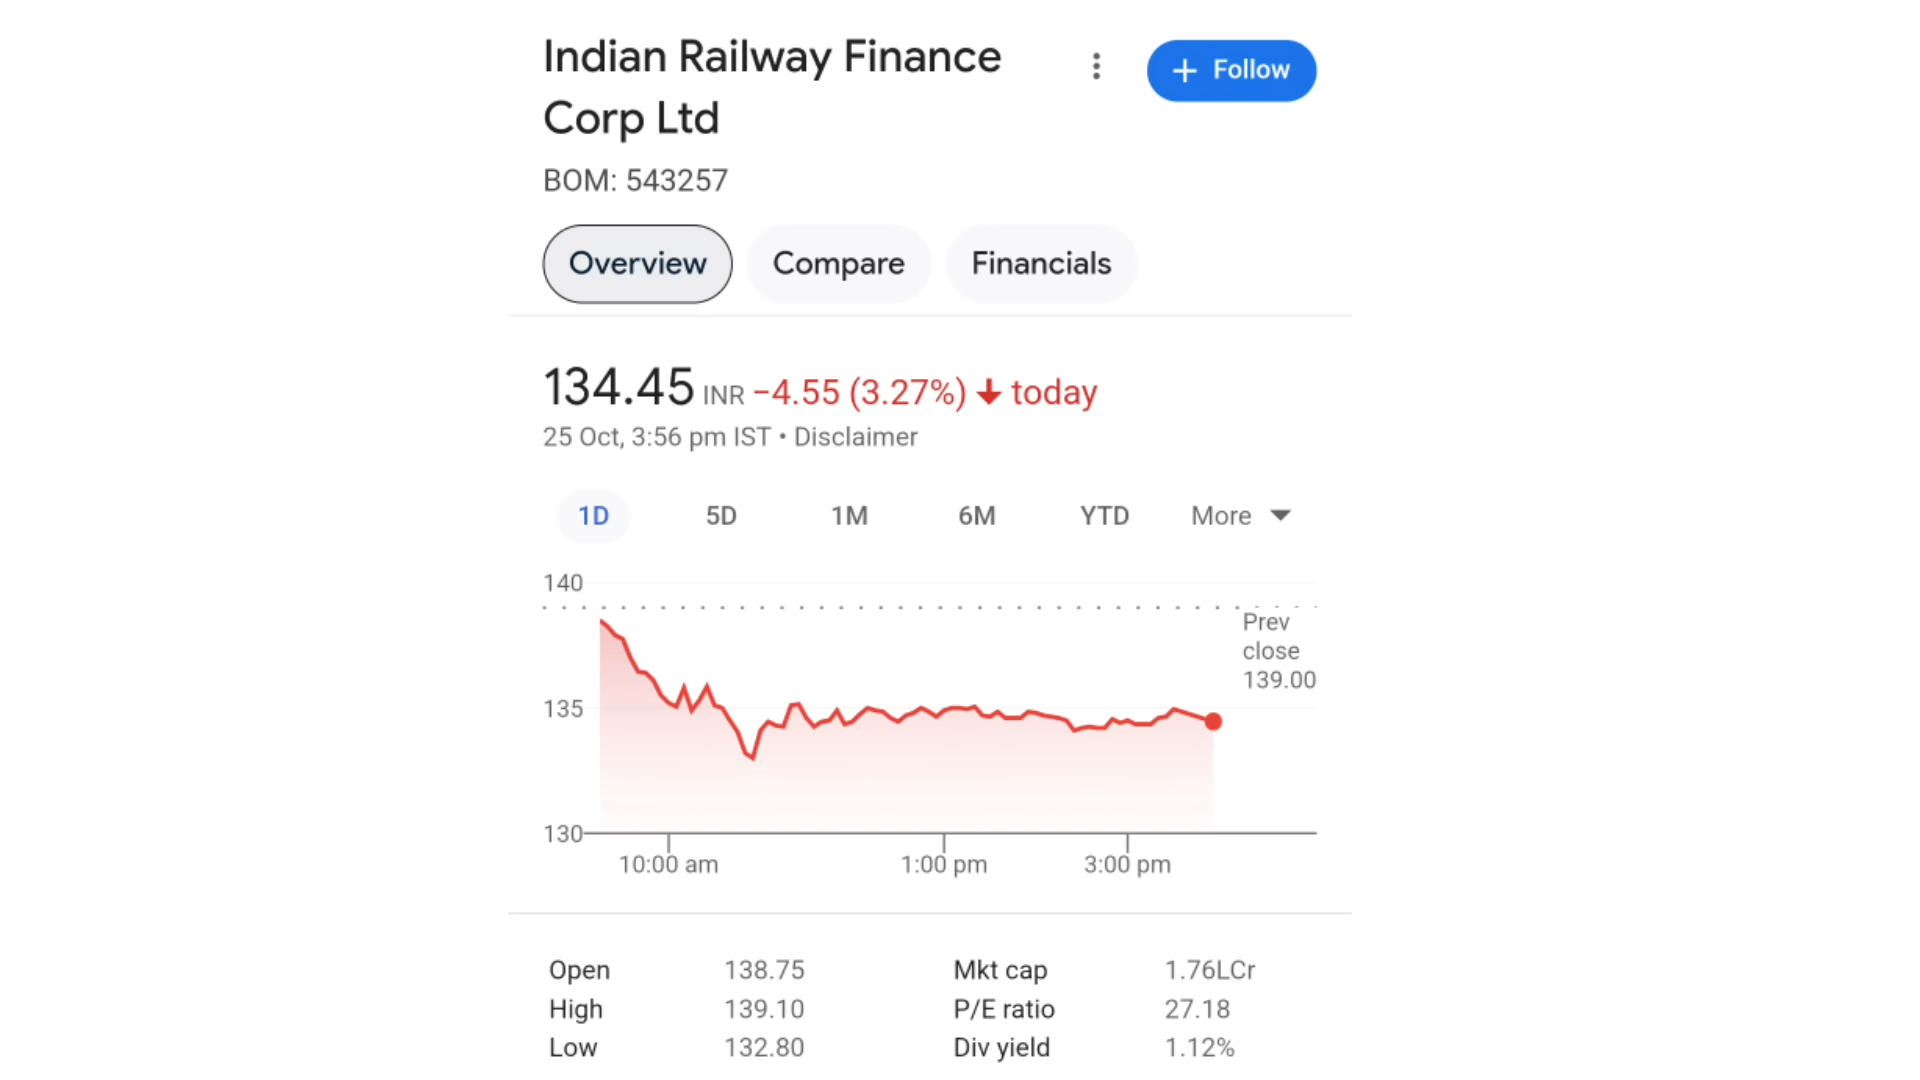 Indian Railway Finance
Corp Ltd
+ Follow
BOM: 543257
Overview Compare Financials
134.45 INR −4.55 (3.27%) ↓ today
25 Oct, 3:56 pm IST • Disclaimer
1D 5D 1M 6M YTD More
140
Prev
close
139.00
135
130
10:00 am 1:00 pm 3:00 pm
Open 138.75 Mkt cap 1.76LCr
High 139.10 P/E ratio 27.18
Low 132.80 Div yield 1.12%